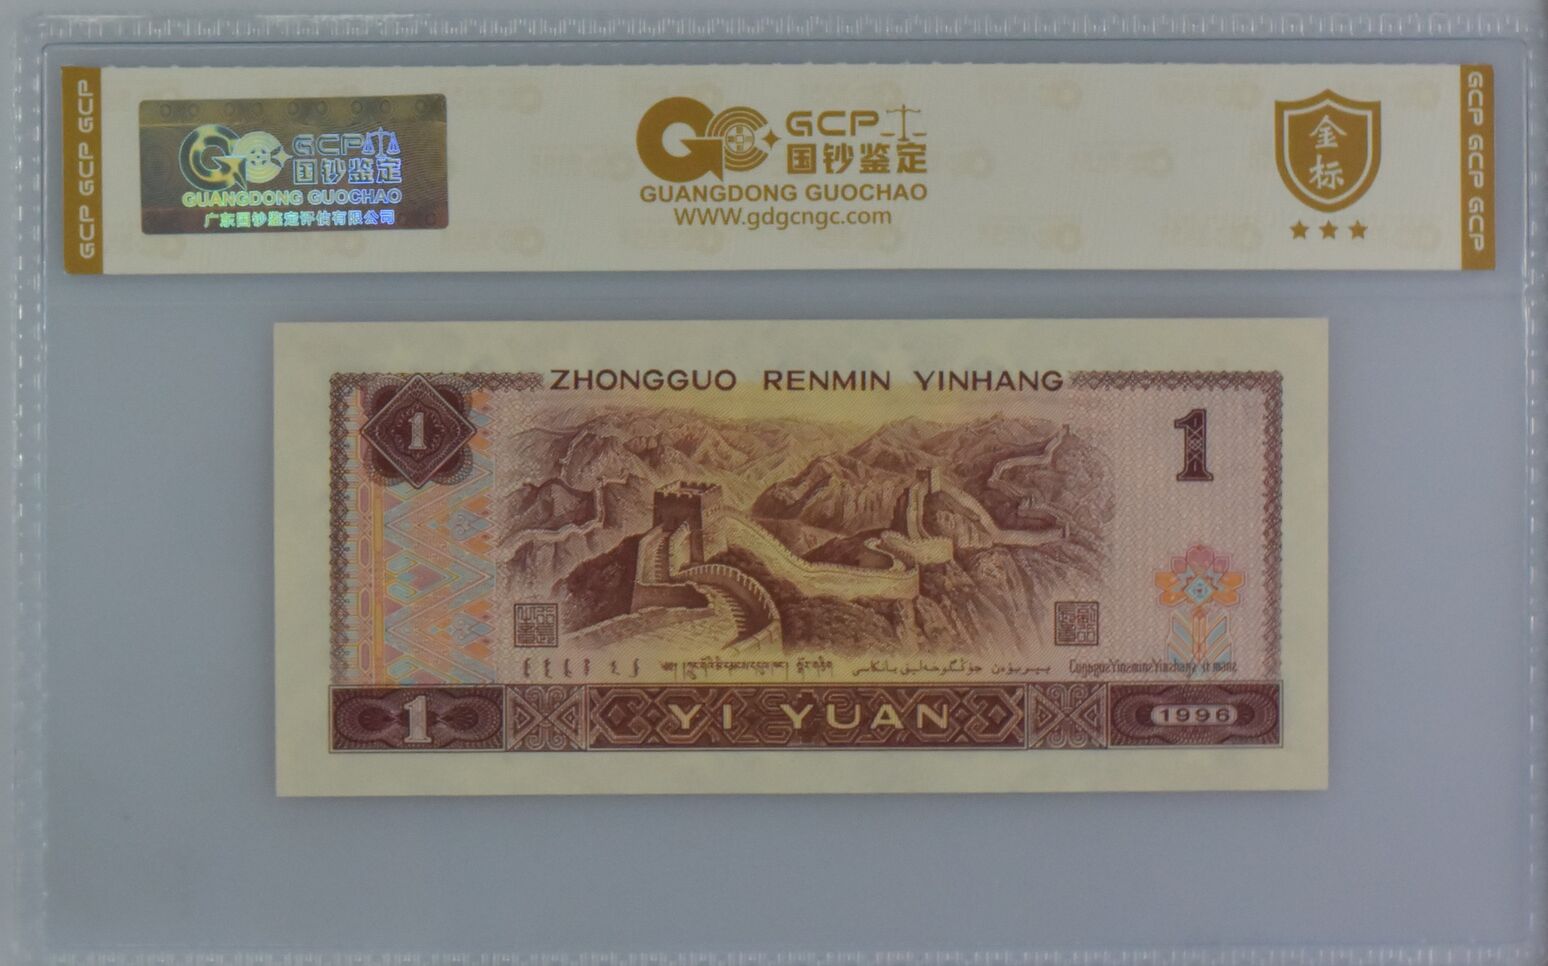 GCP GCP GCP
GCP
国钞鉴定
GUANGDONG GUOCHAO
广东国钞鉴定评估有限公司
GCP
国钞鉴定
GUANGDONG GUOCHAO
WWW.gdgcngc.com
金
标
GCP GCP GCP
ZHONGGUO RENMIN YINHANG
1
1
1
YI YUAN
1996